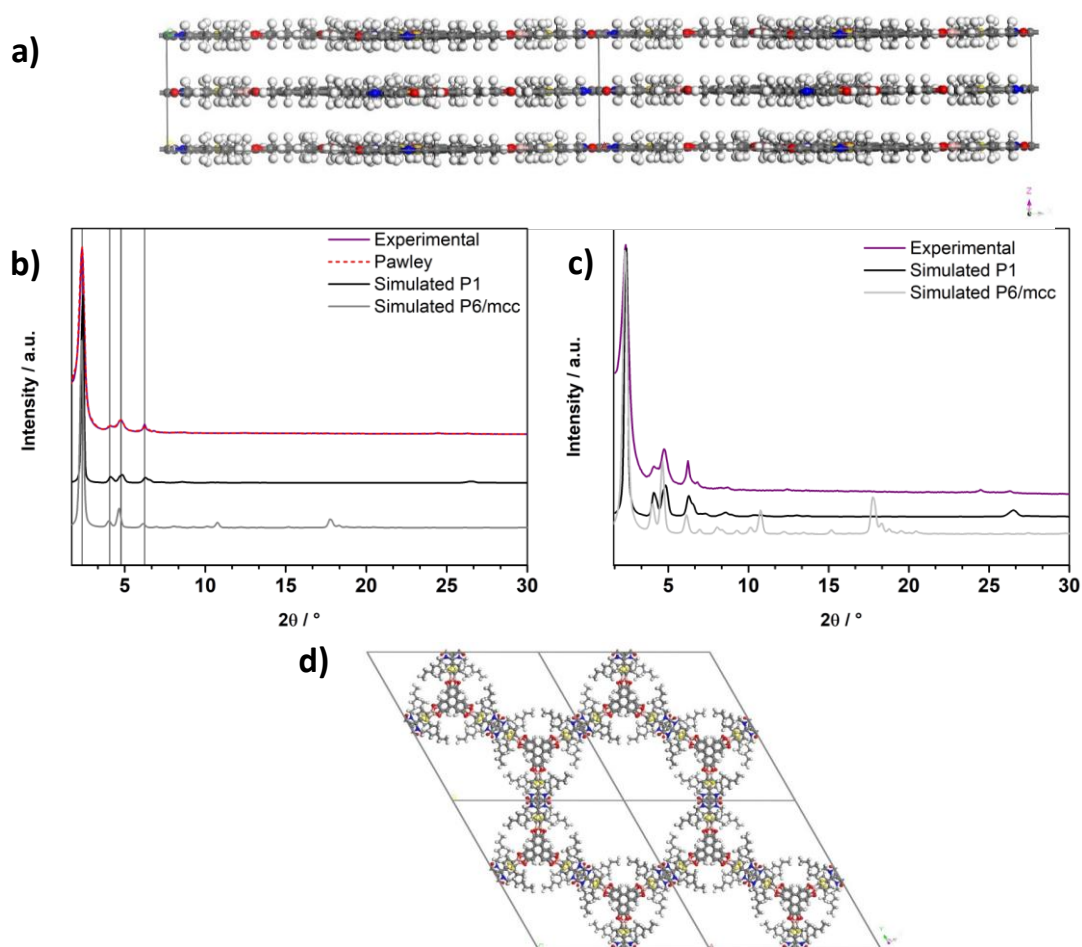 a)
Z
b)
Experimental
Pawley
Simulated P1
Simulated P6/mcc
Intensity / a.u.
5 10 15 20 25 30
2θ / °
c)
Experimental
Simulated P1
Simulated P6/mcc
Intensity / a.u.
5 10 15 20 25 30
2θ / °
d)